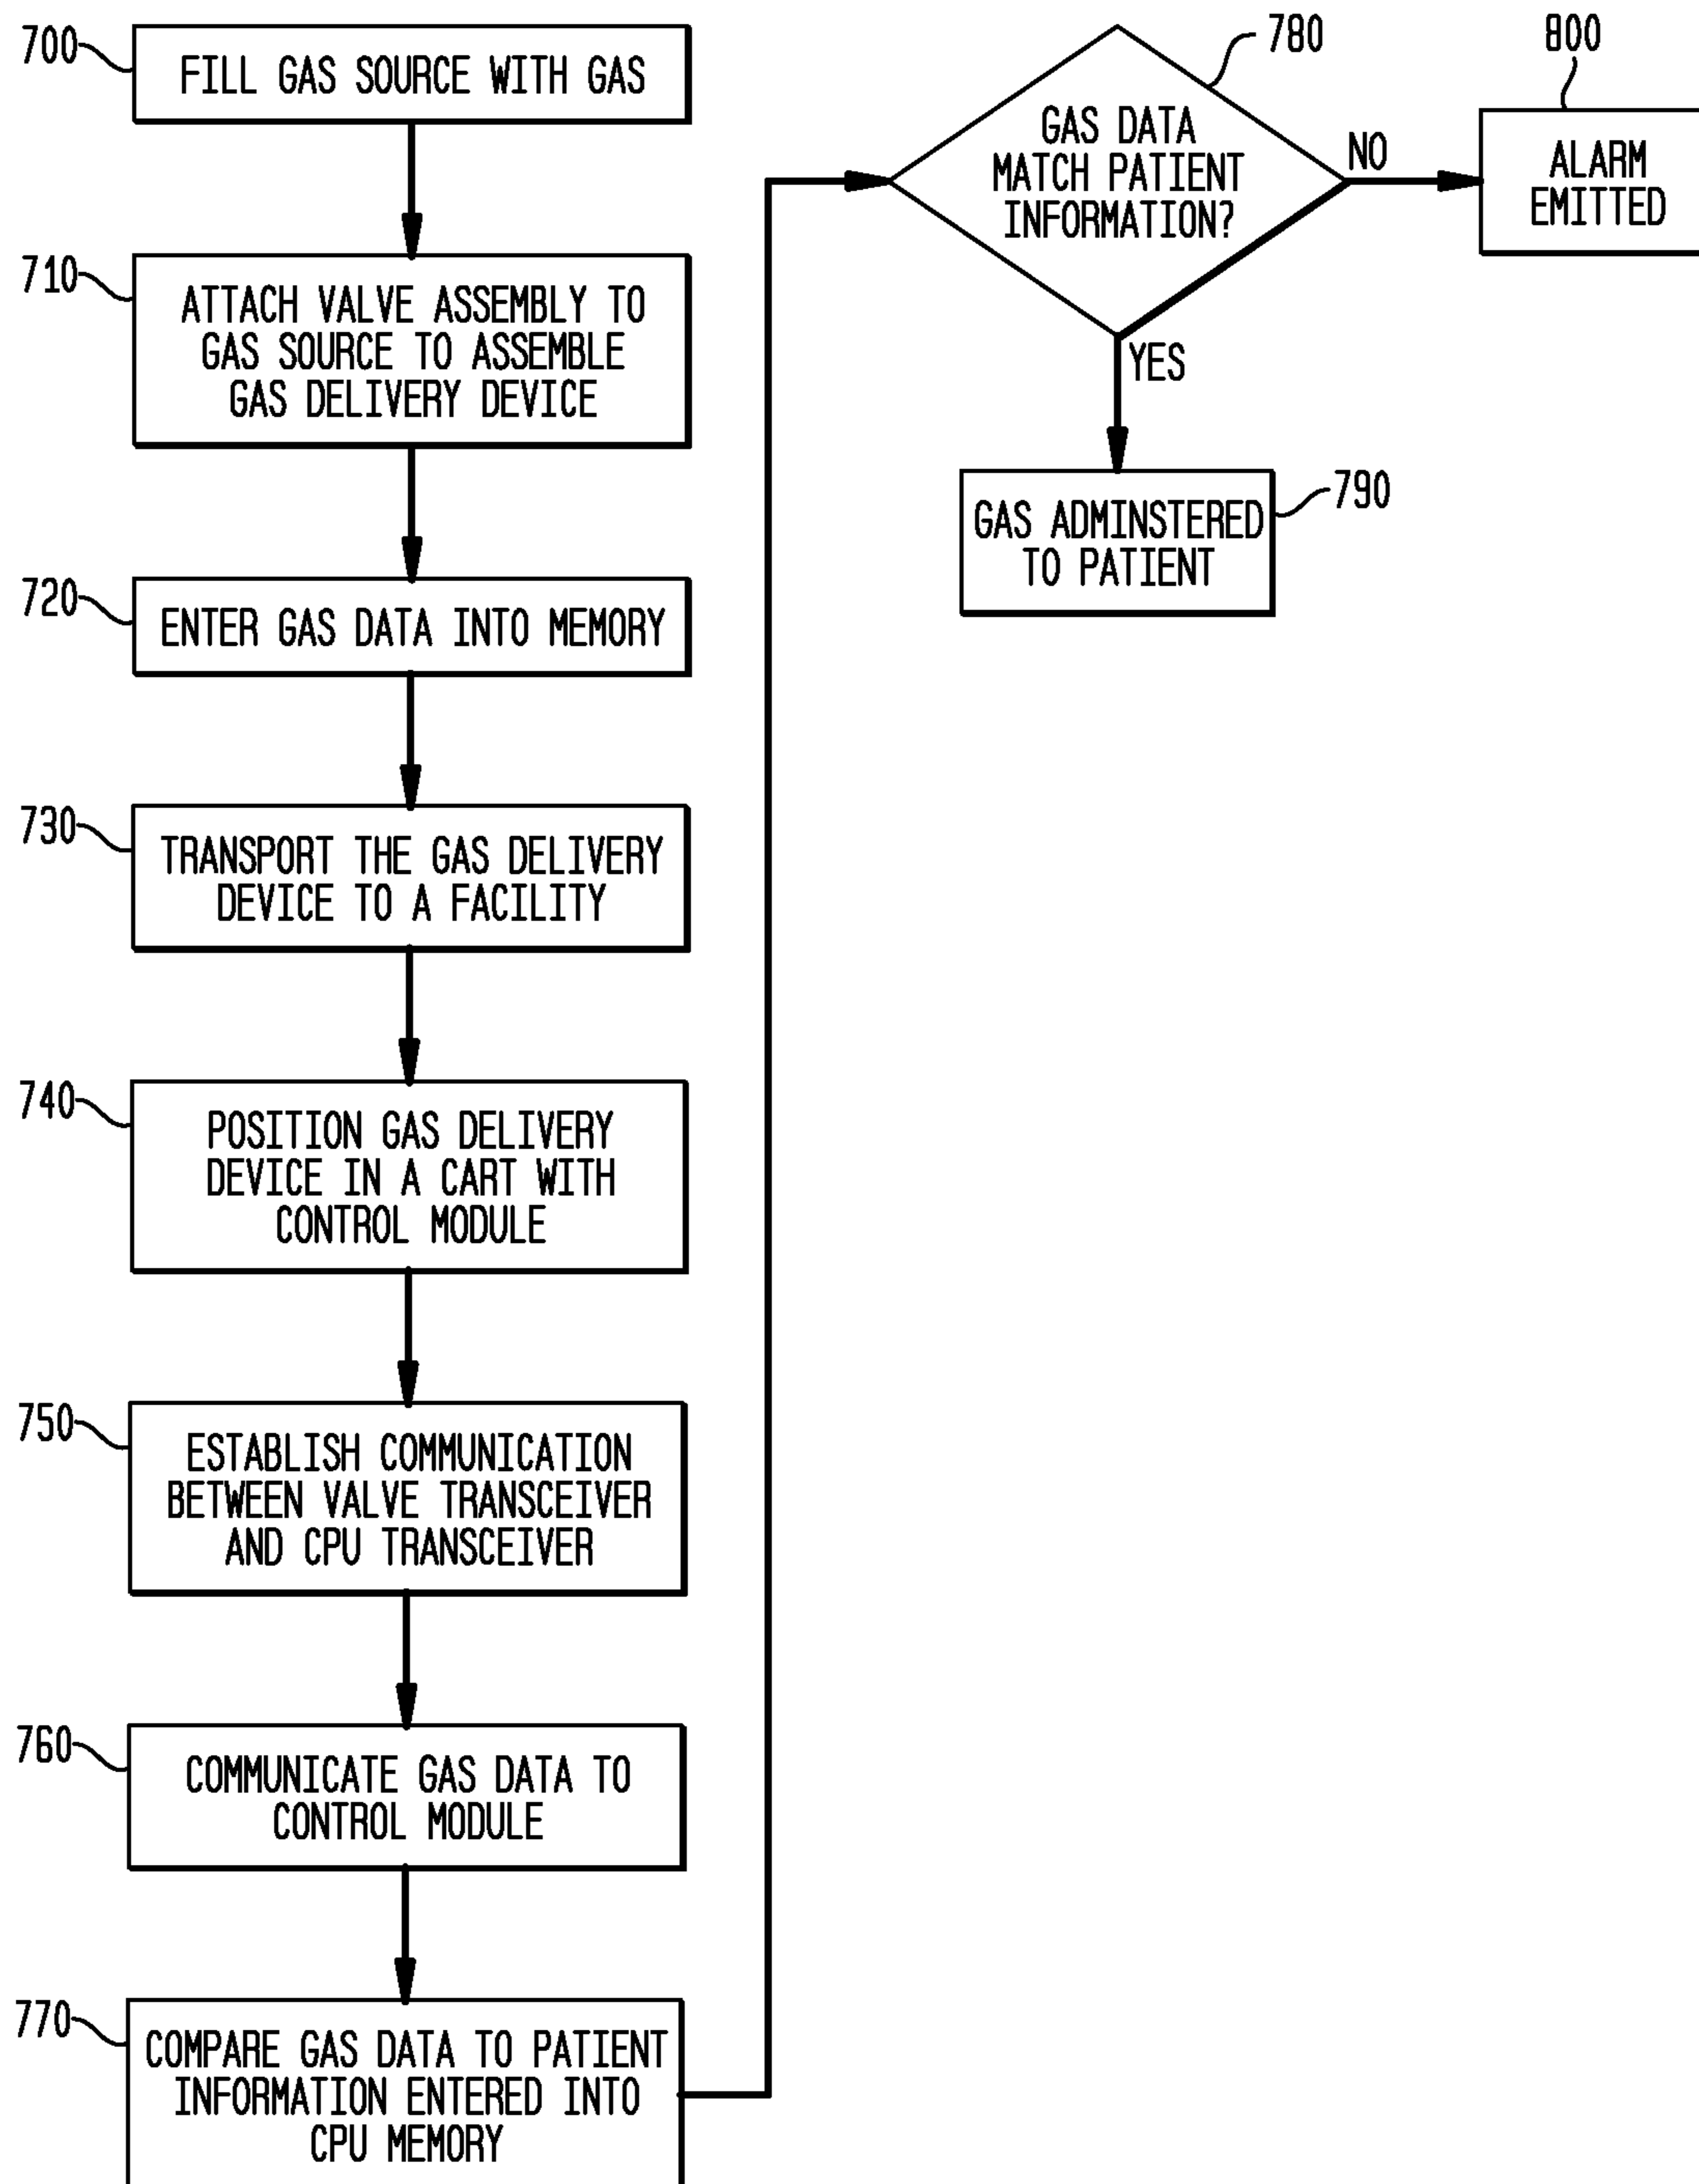 700
FILL GAS SOURCE WITH GAS
710
ATTACH VALVE ASSEMBLY TO
GAS SOURCE TO ASSEMBLE
GAS DELIVERY DEVICE
720
ENTER GAS DATA INTO MEMORY
730
TRANSPORT THE GAS DELIVERY
DEVICE TO A FACILITY
740
POSITION GAS DELIVERY
DEVICE IN A CART WITH
CONTROL MODULE
750
ESTABLISH COMMUNICATION
BETWEEN VALVE TRANSCEIVER
AND CPU TRANSCEIVER
760
COMMUNICATE GAS DATA TO
CONTROL MODULE
770
COMPARE GAS DATA TO PATIENT
INFORMATION ENTERED INTO
CPU MEMORY
780
GAS DATA
MATCH PATIENT
INFORMATION?
NO
800
ALARM
EMITTED
YES
790
GAS ADMINSTERED
TO PATIENT